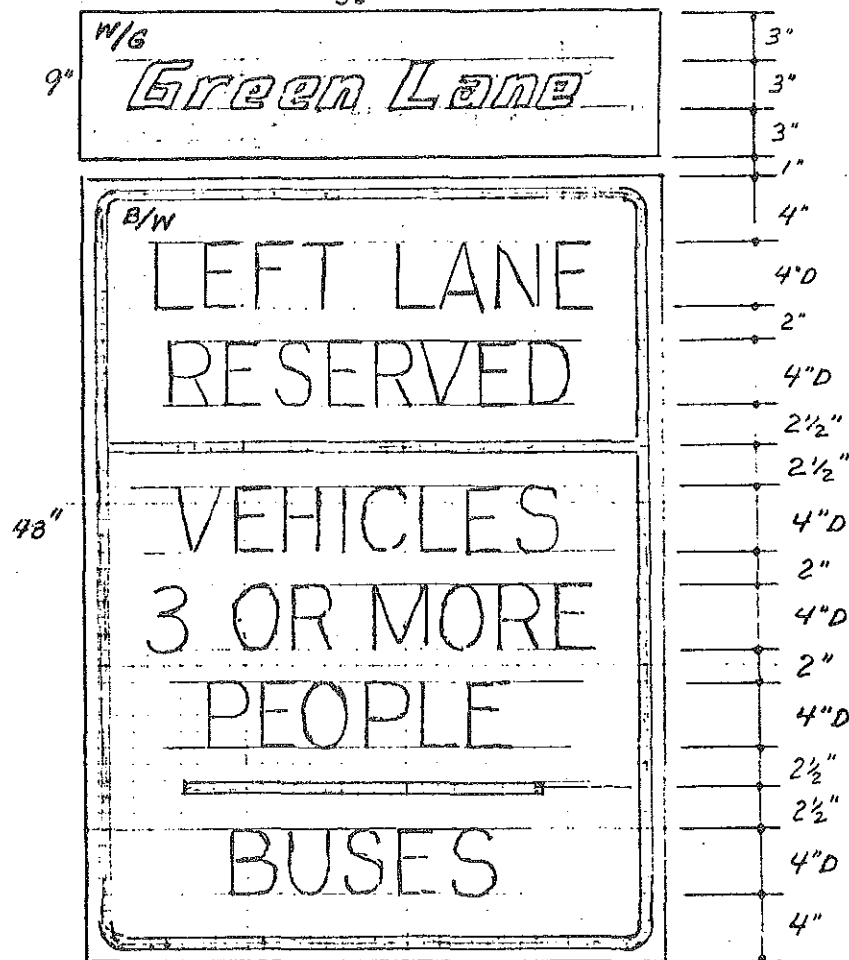 W/G 3"
9" Green Lane 3"
3"
1"
B/W 4"
LEFT LANE 4"D
2"
RESERVED 4"D
2½"
2½"
48" VEHICLES 4"D
2"
3 OR MORE 4"D
2"
PEOPLE 4"D
2½"
2½"
BUSES 4"D
4"